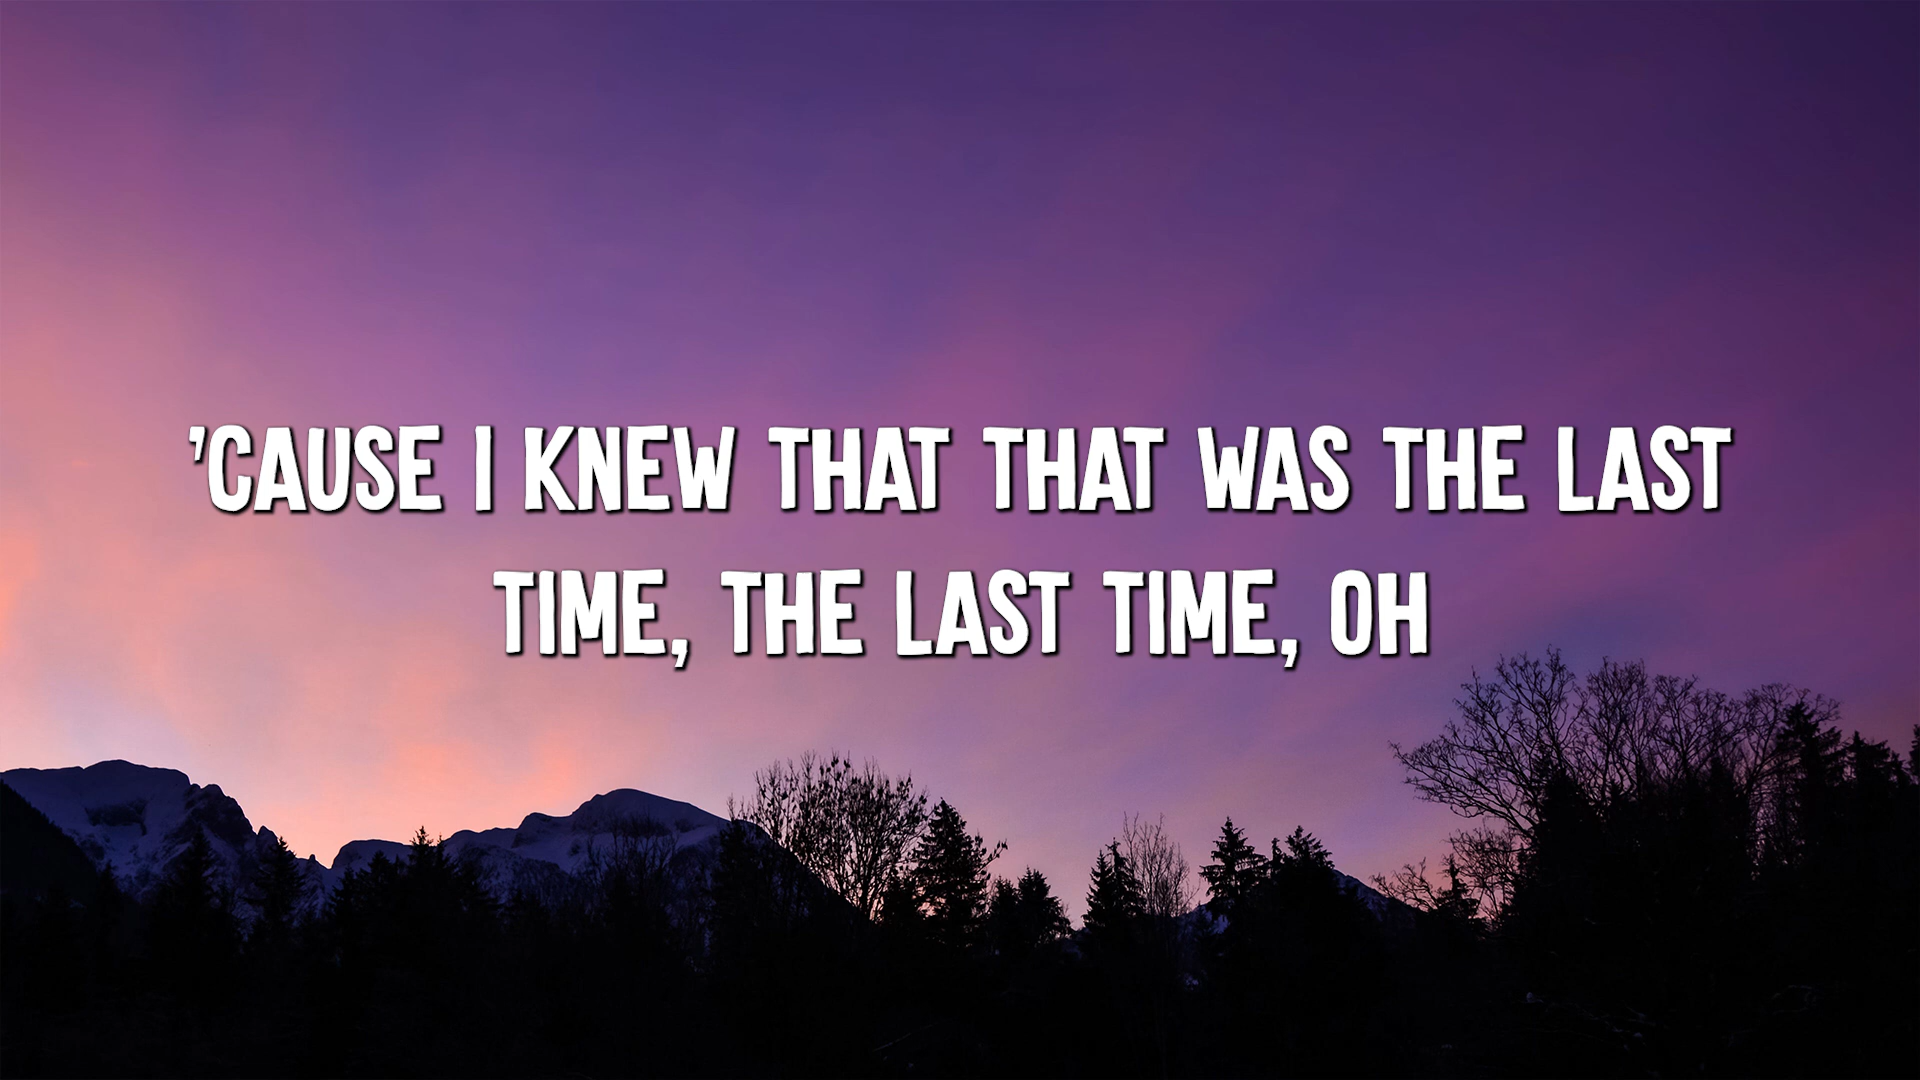 'CAUSE I KNEW THAT THAT WAS THE LAST
TIME, THE LAST TIME, OH